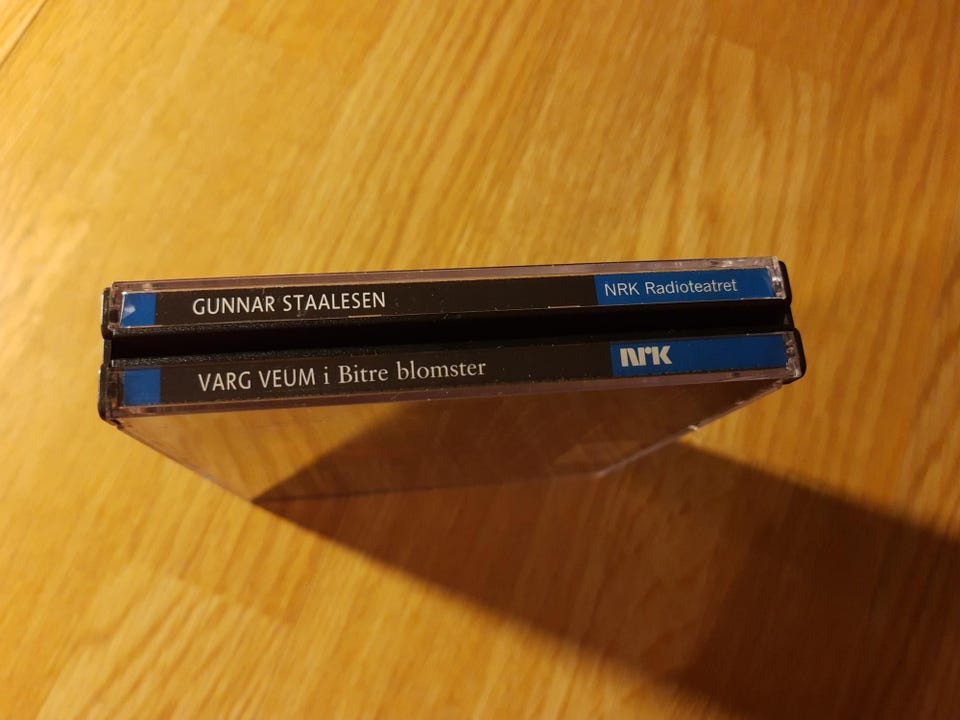 GUNNAR STAALESEN NRK Radioteatret
VARG VEUM i Bitre blomster NRK